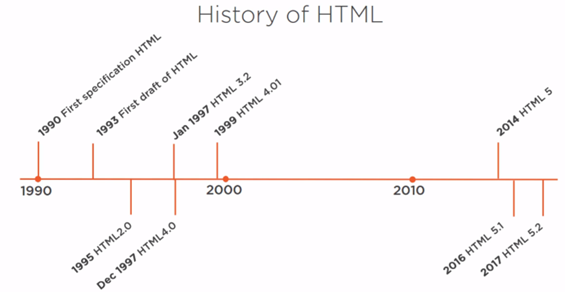 History of HTML
1990 First specification HTML
1993 First draft of HTML
Jan 1997 HTML 3.2
1999 HTML 4.01
2014 HTML 5
1990
2000
2010
1995 HTML2.0
Dec 1997 HTML4.0
2016 HTML 5.1
2017 HTML 5.2